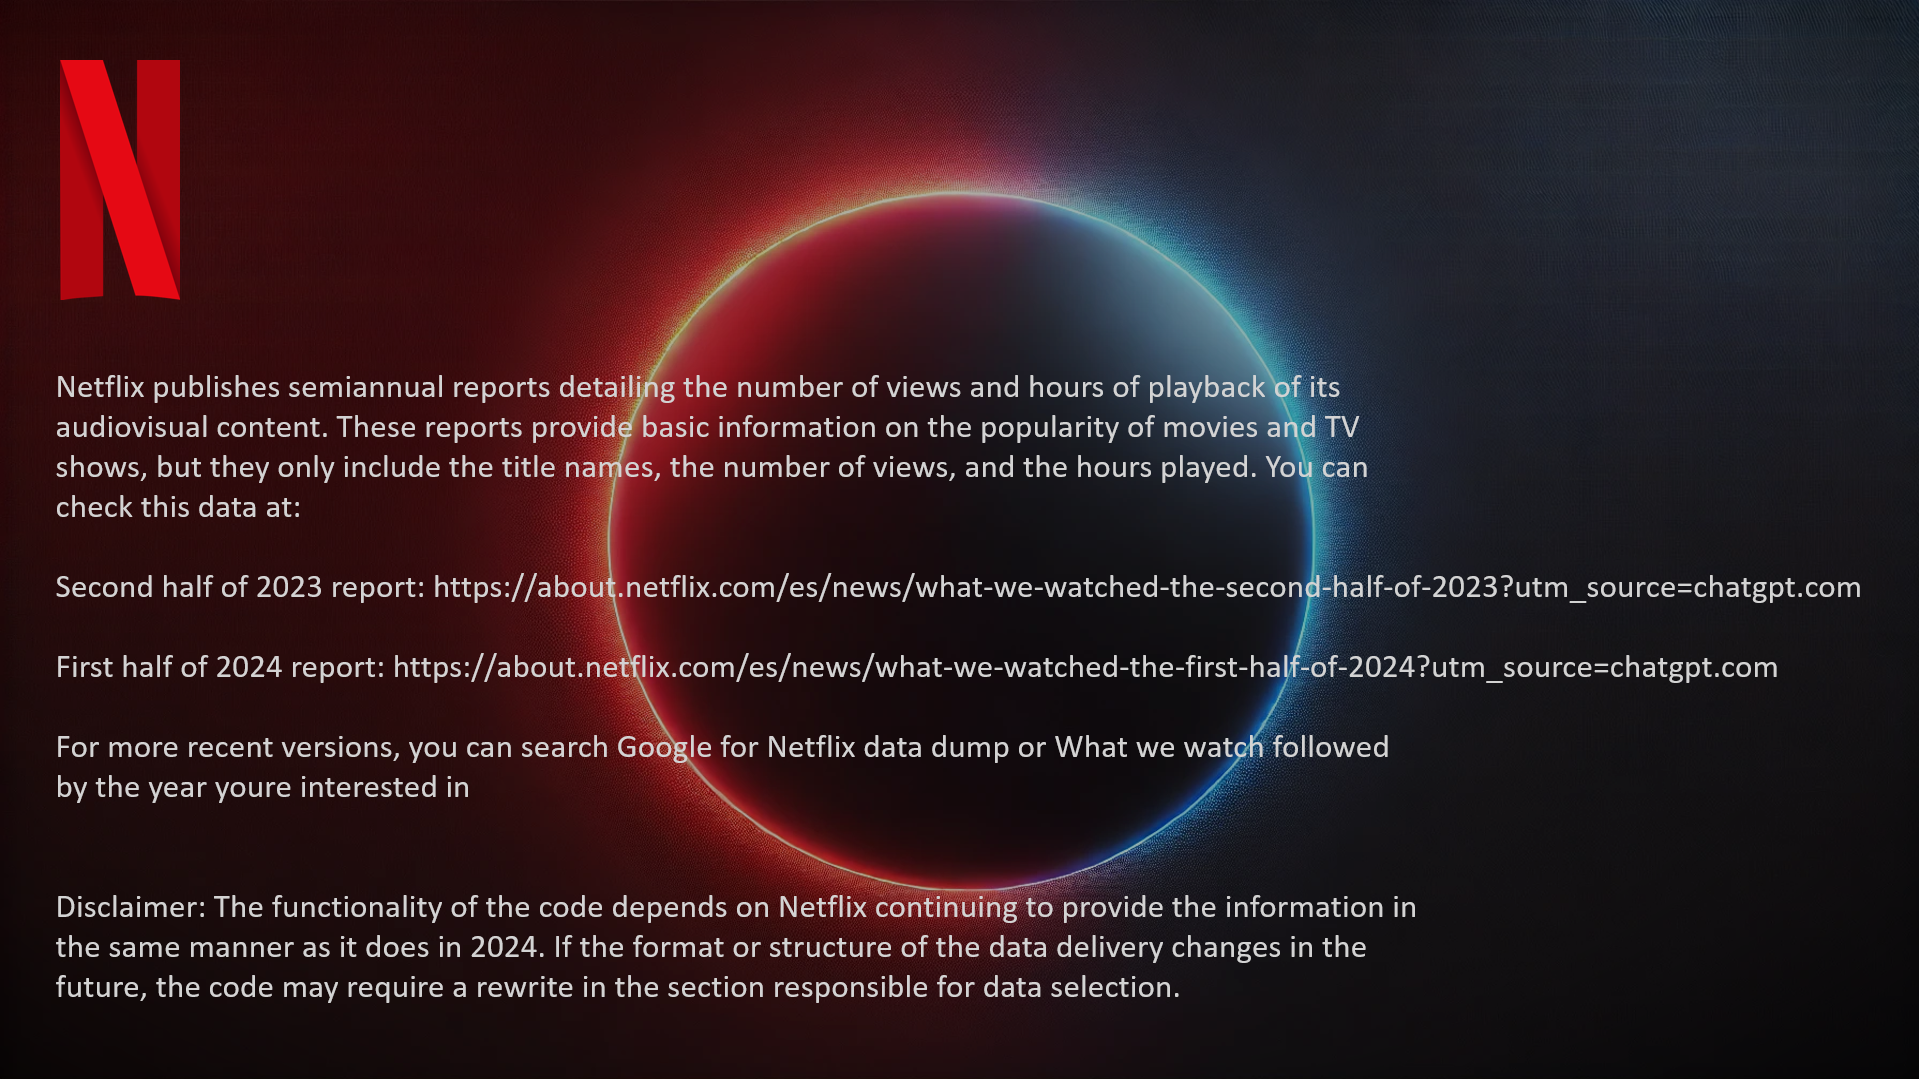 N
Netflix publishes semiannual reports detailing the number of views and hours of playback of its
audiovisual content. These reports provide basic information on the popularity of movies and TV
shows, but they only include the title names, the number of views, and the hours played. You can
check this data at:
Second half of 2023 report: https://about.netflix.com/es/news/what-we-watched-the-second-half-of-2023?utm_source=chatgpt.com
First half of 2024 report: https://about.netflix.com/es/news/what-we-watched-the-first-half-of-2024?utm_source=chatgpt.com
For more recent versions, you can search Google for Netflix data dump or What we watch followed
by the year youre interested in
Disclaimer: The functionality of the code depends on Netflix continuing to provide the information in
the same manner as it does in 2024. If the format or structure of the data delivery changes in the
future, the code may require a rewrite in the section responsible for data selection.